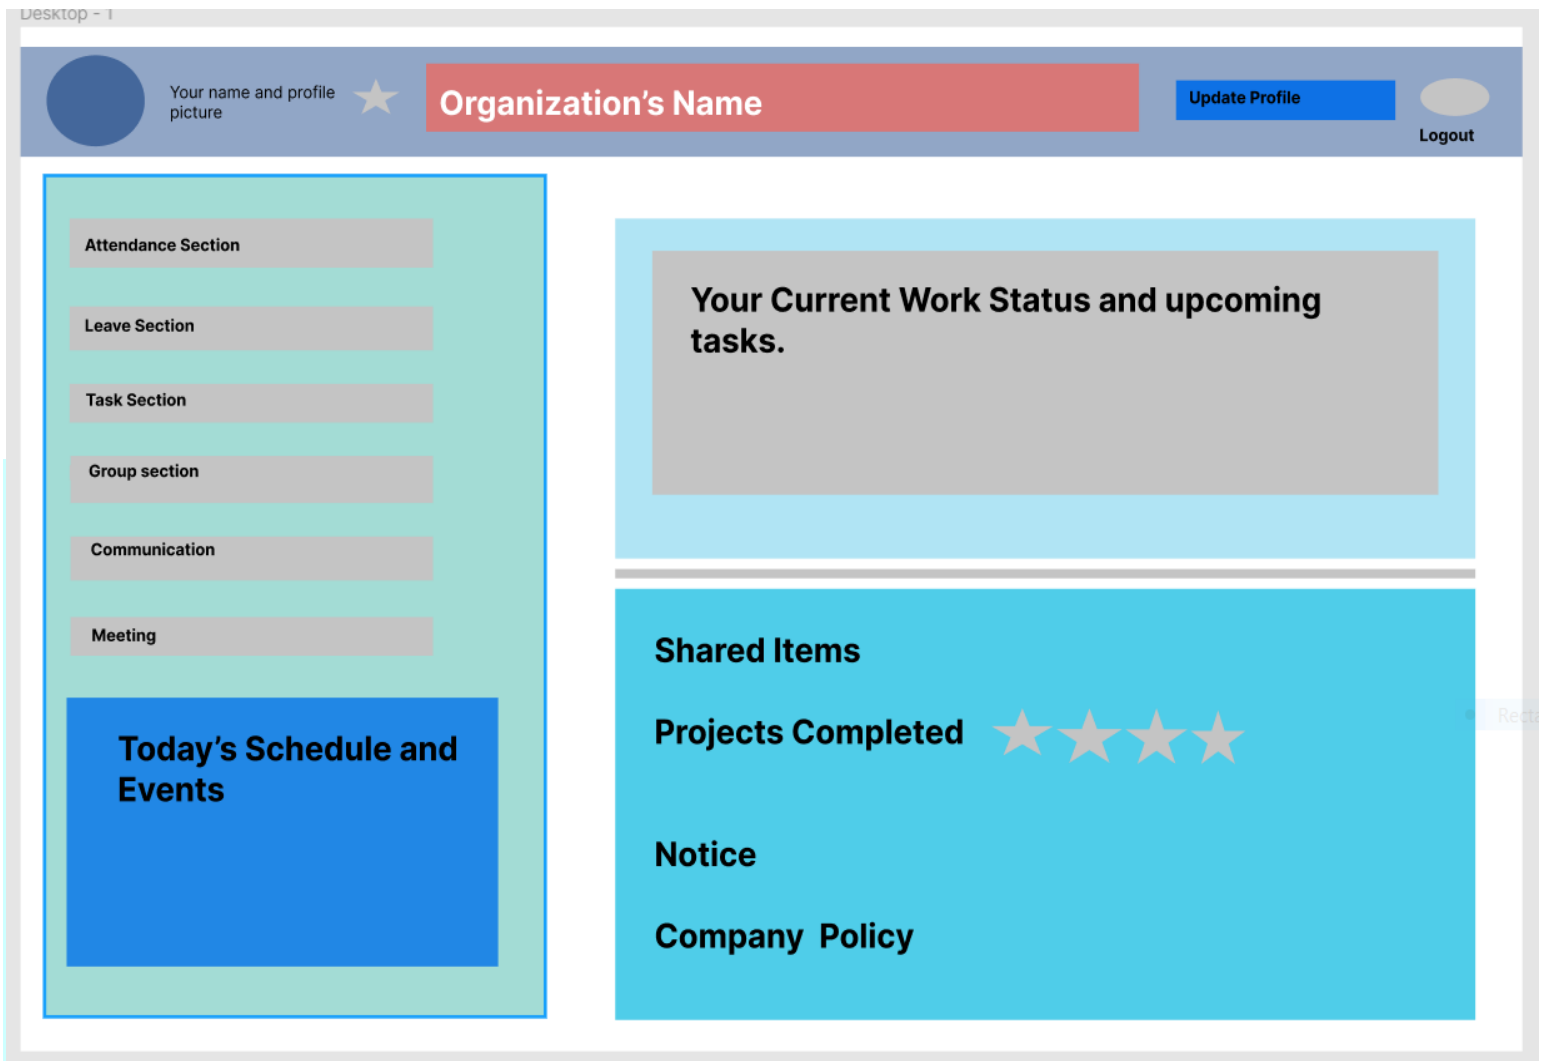 Desktop - 1
Your name and profile
picture
Organization's Name
Update Profile
Logout
Attendance Section
Leave Section
Task Section
Group section
Communication
Meeting
Today's Schedule and
Events
Your Current Work Status and upcoming
tasks.
Shared Items
Projects Completed
Notice
Company  Policy